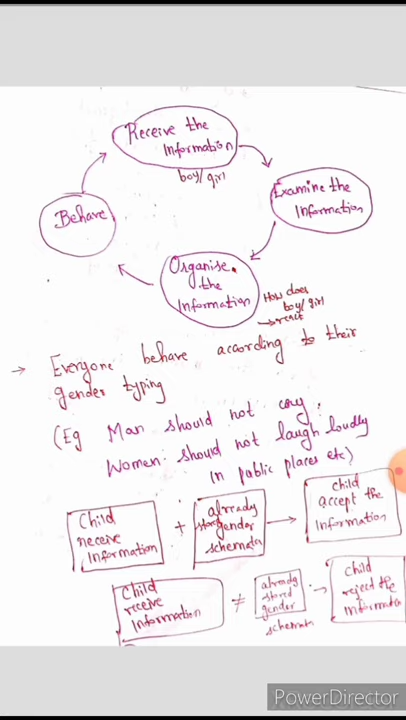 Receive the
Information
boy/girl
Examine the
Information
Organise
the
Information
How does
boy/girl
→ react
Behave
→ Everyone behave according to their
gender typing
(Eg Man should not cry.
Women should not laugh loudly
in public places etc)
Child
receive
Information
+
already
stored gender
schemata
→
child
accept the
Information
Child
receive
Information
≠
already
stored
gender
schemata
→
child
reject the
Informata
PowerDirector